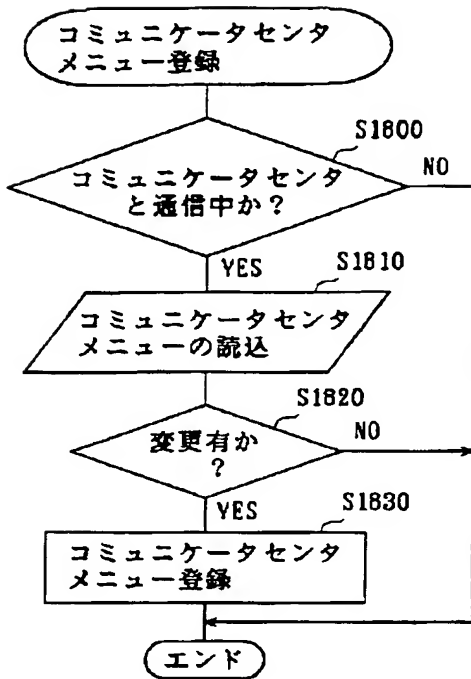 コミュニケータセンタ
メニュー登録
S1800
コミュニケータセンタ
と通信中か?
NO
YES
S1810
コミュニケータセンタ
メニューの読込
S1820
変更有か
?
NO
YES
S1830
コミュニケータセンタ
メニュー登録
エンド